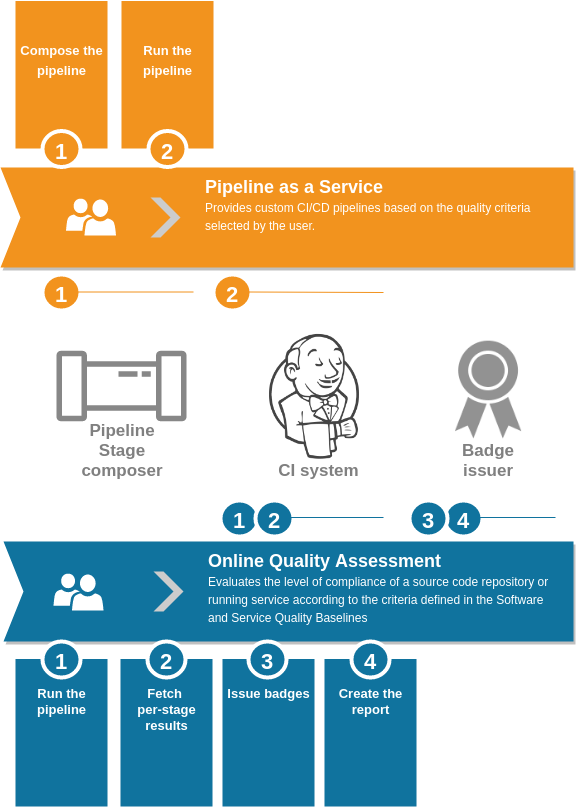 Compose the
pipeline
Run the
pipeline
1
2
Pipeline as a Service
Provides custom CI/CD pipelines based on the quality criteria
selected by the user.
1
2
Pipeline
Stage
composer
CI system
Badge
issuer
1
2
3
4
Online Quality Assessment
Evaluates the level of compliance of a source code repository or
running service according to the criteria defined in the Software
and Service Quality Baselines
1
2
3
4
Run the
pipeline
Fetch
per-stage
results
Issue badges
Create the
report